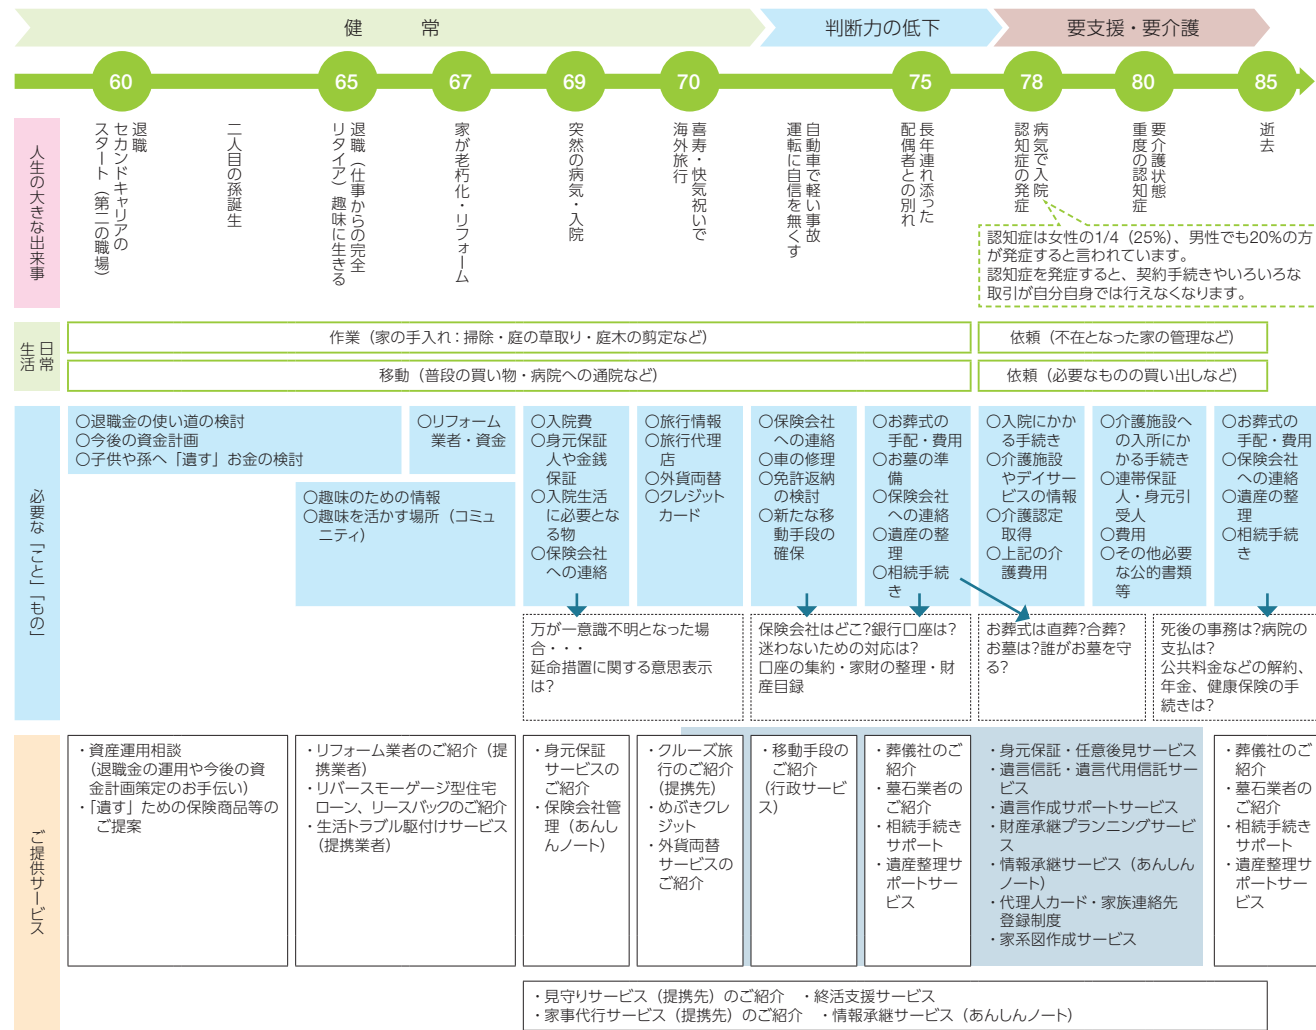 健　常
判断力の低下
要支援・要介護
60
65
67
69
70
75
78
80
85
人生の大きな出来事
退職
セカンドキャリアの
スタート（第二の職場）
二人目の孫誕生
退職（仕事からの完全
リタイア）趣味に生きる
家が老朽化・リフォーム
突然の病気・入院
喜寿・快気祝いで
海外旅行
自動車で軽い事故
運転に自信を無くす
長年連れ添った
配偶者との別れ
病気で入院
認知症の発症
要介護状態
重度の認知症
逝去
認知症は女性の1/4（25%）、男性でも20%の方
が発症すると言われています。
認知症を発症すると、契約手続きやいろいろな
取引が自分自身では行えなくなります。
日常
生活
作業（家の手入れ：掃除・庭の草取り・庭木の剪定など）
依頼（不在となった家の管理など）
移動（普段の買い物・病院への通院など）
依頼（必要なものの買い出しなど）
必要な「こと」「もの」
○退職金の使い道の検討
○今後の資金計画
○子供や孫へ「遺す」お金の検討
○リフォーム
業者・資金
○趣味のための情報
○趣味を活かす場所（コミュ
ニティ）
○入院費
○身元保証
人や金銭
保証
○入院生活
に必要とな
る物
○保険会社
への連絡
○旅行情報
○旅行代理
店
○外貨両替
○クレジット
カード
○保険会社
への連絡
○車の修理
○免許返納
の検討
○新たな移
動手段の
確保
○お葬式の
手配・費用
○お墓の準
備
○保険会社
への連絡
○遺産の整
理
○相続手続
き
○入院にかか
る手続き
○介護施設
やデイサー
ビスの情報
○介護認定
取得
○上記の介
護費用
○介護施設へ
の入所にか
かる手続き
○連帯保証
人・身元引
受人
○費用
○その他必要
な公的書類
等
○お葬式の
手配・費用
○保険会社
への連絡
○遺産の整
理
○相続手続
き
万が一意識不明となった場
合・・・
延命措置に関する意思表示
は?
保険会社はどこ?銀行口座は?
迷わないための対応は?
口座の集約・家財の整理・財
産目録
お葬式は直葬?合葬?
お墓は?誰がお墓を守
る?
死後の事務は?病院の
支払は?
公共料金などの解約、
年金、健康保険の手
続きは?
ご提供サービス
・資産運用相談
（退職金の運用や今後の資
金計画策定のお手伝い）
・「遺す」ための保険商品等の
ご提案
・リフォーム業者のご紹介（提
携業者）
・リバースモーゲージ型住宅
ローン、リースバックのご紹介
・生活トラブル駆付けサービス
（提携業者）
・身元保証
サービスの
ご紹介
・保険会社管
理（あんし
んノート）
・クルーズ旅
行のご紹介
（提携先）
・めぶきクレ
ジット
・外貨両替
サービスの
ご紹介
・移動手段の
ご紹介
（行政サービ
ス）
・葬儀社のご
紹介
・墓石業者の
ご紹介
・相続手続き
サポート
・遺産整理サ
ポートサー
ビス
・身元保証・任意後見サービス
・遺言信託・遺言代用信託サー
ビス
・遺言作成サポートサービス
・財産承継プランニングサービ
ス
・情報承継サービス（あんしん
ノート）
・代理人カード・家族連絡先
登録制度
・家系図作成サービス
・葬儀社のご
紹介
・墓石業者の
ご紹介
・相続手続き
サポート
・遺産整理サ
ポートサー
ビス
・見守りサービス（提携先）のご紹介　・終活支援サービス
・家事代行サービス（提携先）のご紹介　・情報承継サービス（あんしんノート）